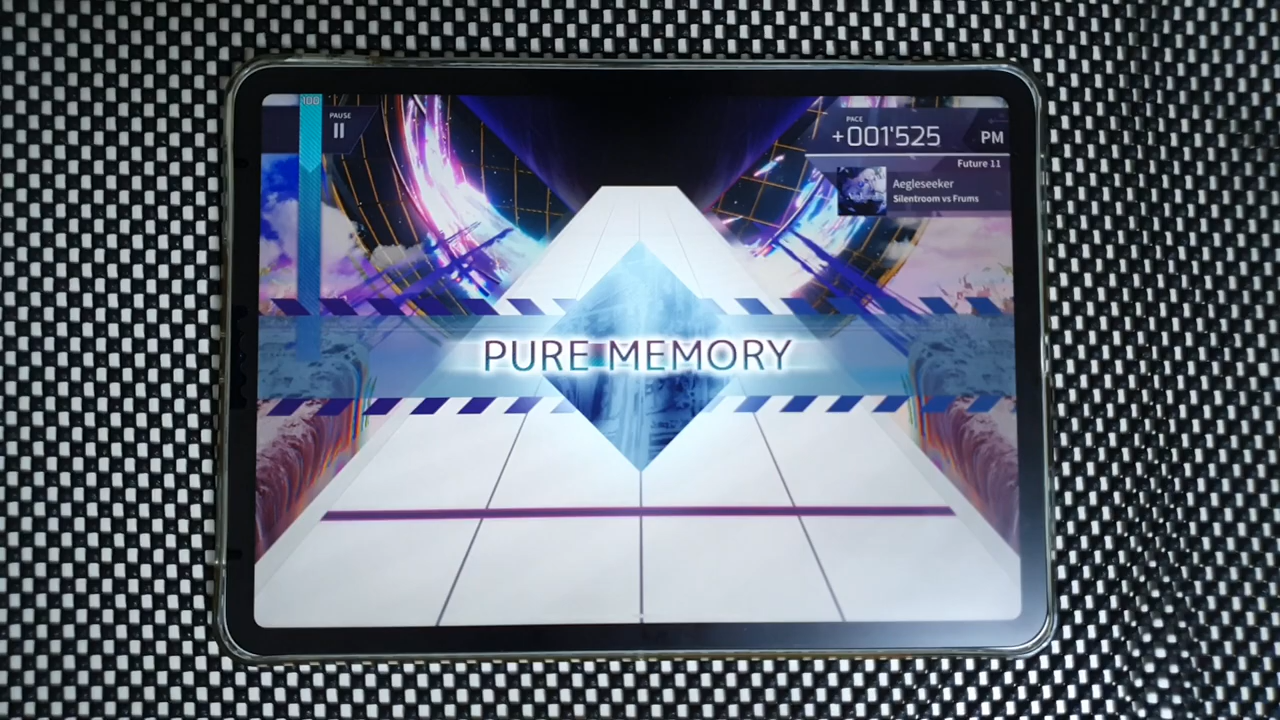 100
PAUSE
PACE
+001'525
PM
Future 11
Aegleseeker
Silentroom vs Frums
PURE MEMORY